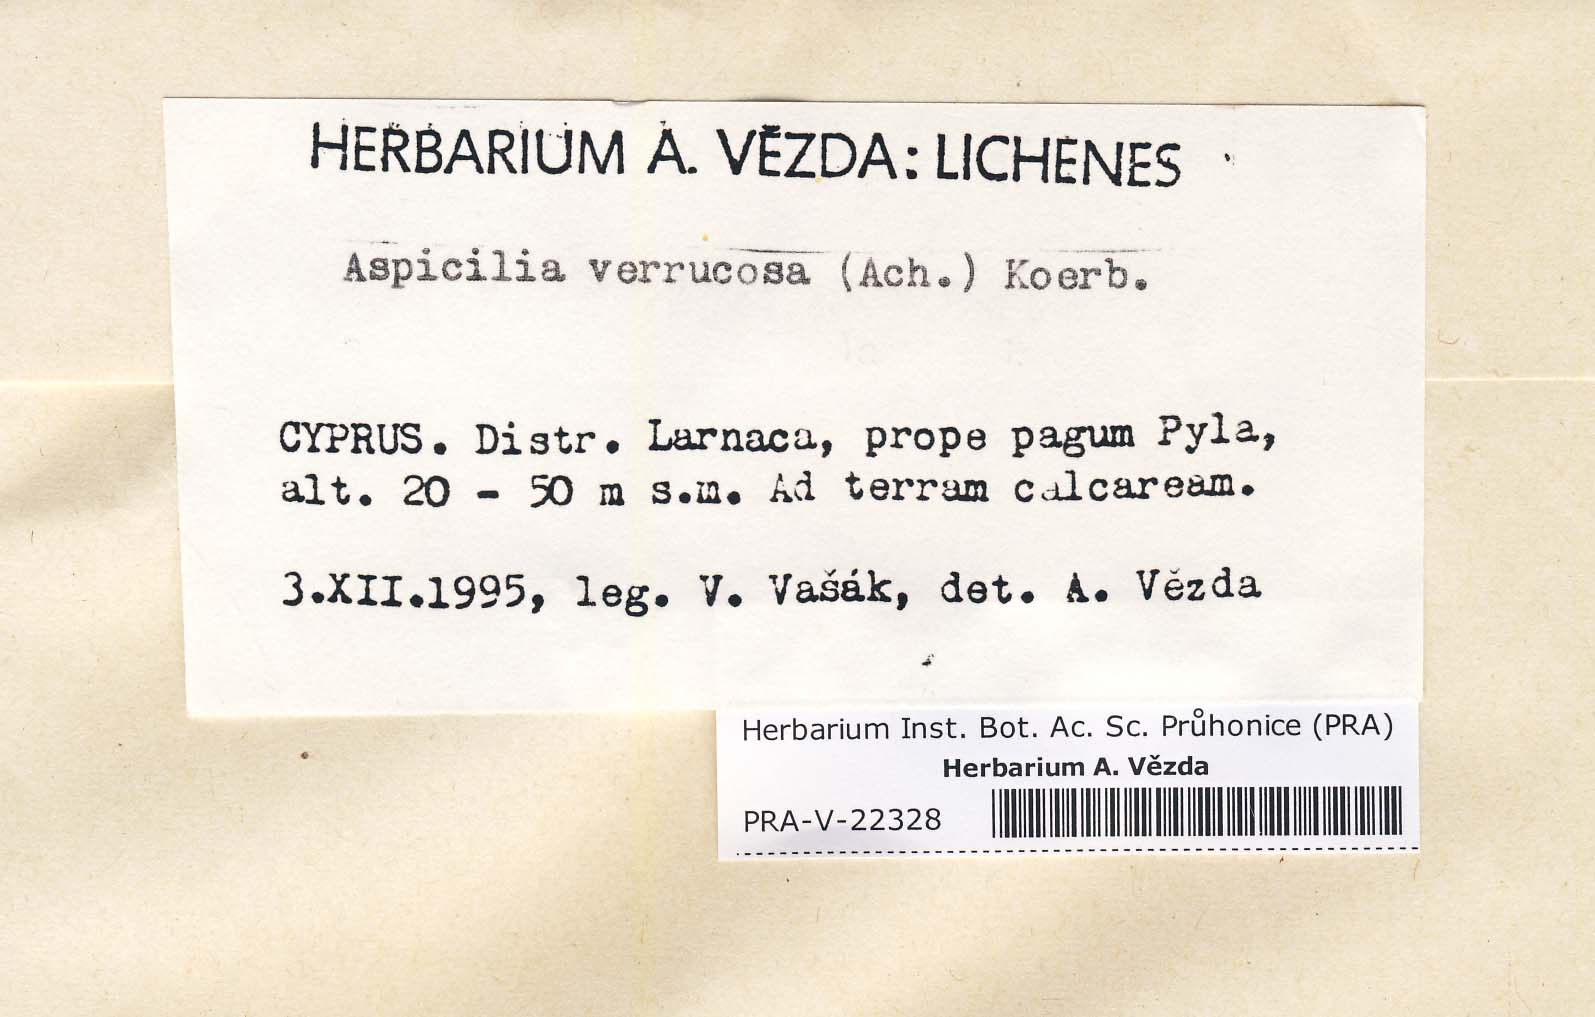 HERBARIUM A. VĚZDA: LICHENES
Aspicilia verrucosa (Ach.) Koerb.
CYPRUS. Distr. Larnaca, prope pagum Pyla,
alt. 20 - 50 m s.m. Ad terram calcaream.
3.XII.1995, leg. V. Vašák, det. A. Vězda
Herbarium Inst. Bot. Ac. Sc. Průhonice (PRA)
Herbarium A. Vězda
PRA-V-22328